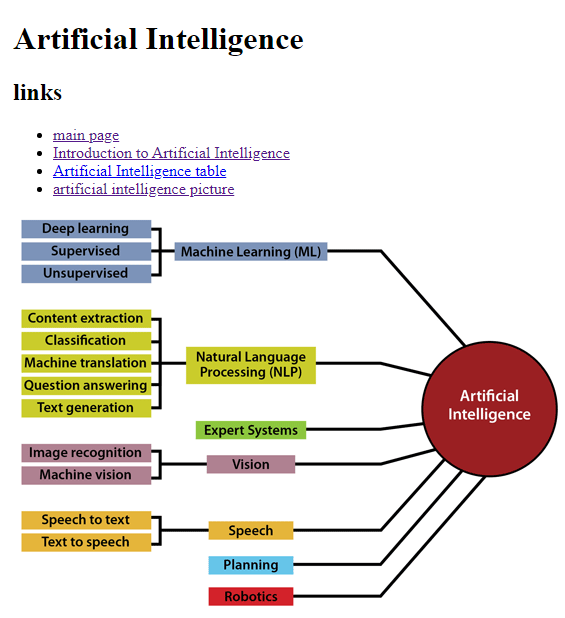 Artificial Intelligence
links
main page
Introduction to Artificial Intelligence
Artificial Intelligence table
artificial intelligence picture
Deep learning
Supervised
Unsupervised
Machine Learning (ML)
Content extraction
Classification
Machine translation
Question answering
Text generation
Natural Language
Processing (NLP)
Expert Systems
Image recognition
Machine vision
Vision
Speech to text
Text to speech
Speech
Planning
Robotics
Artificial
Intelligence